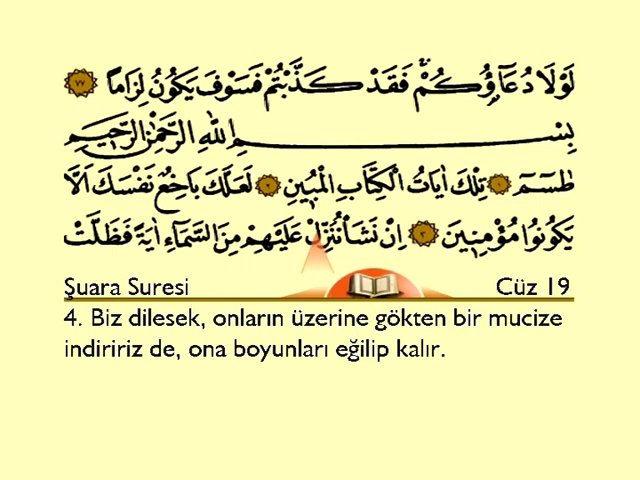 لَوْلَا دُعَاؤُكُمْ فَقَدْ كَذَّبْتُمْ فَسَوْفَ يَكُونُ لِزَامًا ٧٧
بِسْمِ اللّٰهِ الرَّحْمٰنِ الرَّحِيمِ
طٰسٓمٓ ١ تِلْكَ اٰيَاتُ الْكِتَابِ الْمُبِينِ ٢ لَعَلَّكَ بَاخِعٌ نَفْسَكَ اَلَّا
يَكُونُوا مُؤْمِنِينَ ٣ اِنْ نَشَأْ نُنَزِّلْ عَلَيْهِمْ مِنَ السَّمَاءِ اٰيَةً فَظَلَّتْ
Şuara Suresi Cüz 19
4. Biz dilesek, onların üzerine gökten bir mucize
indiririz de, ona boyunları eğilip kalır.